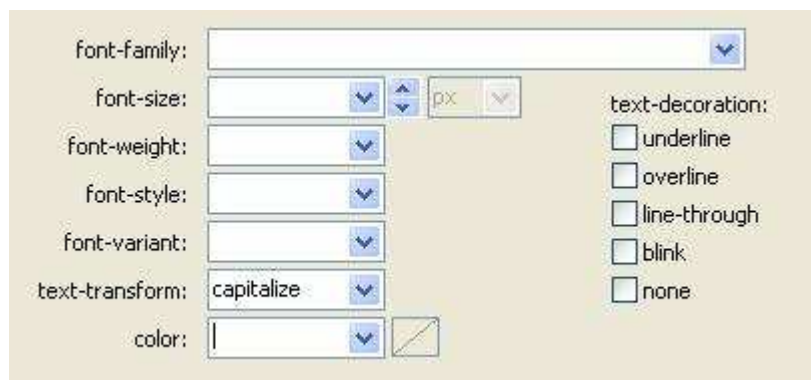 font-family:
font-size:
px
font-weight:
font-style:
font-variant:
text-transform: capitalize
color:
text-decoration:
underline
overline
line-through
blink
none